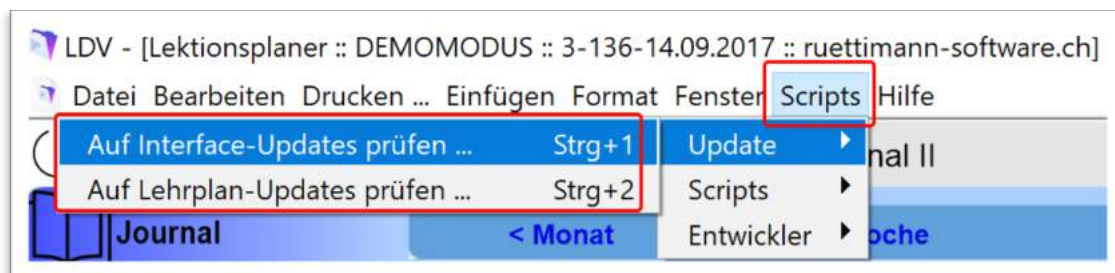 LDV - [Lektionsplaner :: DEMOMODUS :: 3-136-14.09.2017 :: ruettimann-software.ch]
Datei Bearbeiten Drucken ... Einfügen Format Fenster Scripts Hilfe
Auf Interface-Updates prüfen ... Strg+1 Update nal II
Auf Lehrplan-Updates prüfen ... Strg+2 Scripts
Journal < Monat Entwickler oche